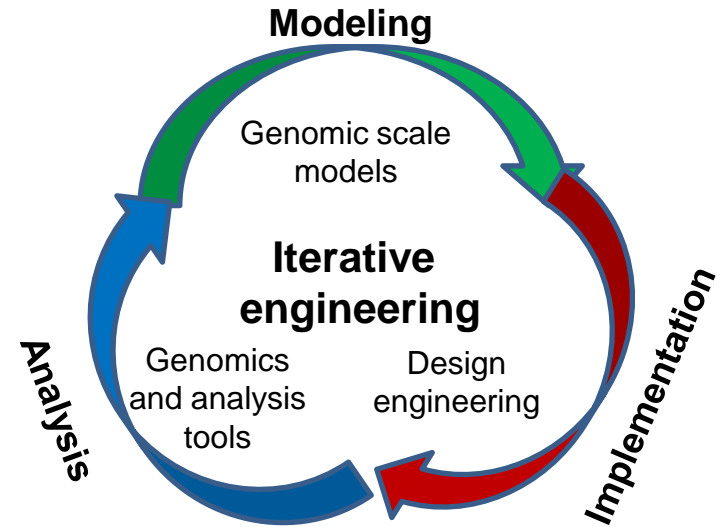 Modeling
Genomic scale
models
Iterative
engineering
Genomics
and analysis
tools
Design
engineering
Analysis
Implementation